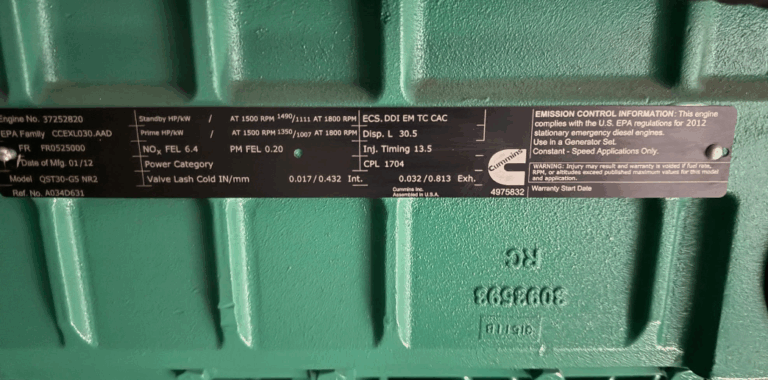 Engine No. 37252820
EPA Family CCEXL030.AAD
FR FR0525000
Date of Mfg. 01/12
Model QST30-G5 NR2
Ref. No. A034D631
Standby HP/kW / AT 1500 RPM 1490/1111 AT 1800 RPM
Prime HP/kW / AT 1500 RPM 1350/1007 AT 1800 RPM
NOx FEL 6.4 PM FEL 0.20
Power Category
Valve Lash Cold IN/mm 0.017/0.432 Int. 0.032/0.813 Exh.
Cummins Inc.
Assembled in U.S.A.
ECS. DDI EM TC CAC
Disp. L 30.5
Inj. Timing 13.5
CPL 1704
Cummins
4975832
EMISSION CONTROL INFORMATION: This engine
complies with the U.S. EPA regulations for 2012
stationary emergency diesel engines.
Use in a Generator Set.
Constant - Speed Applications Only.
WARNING: Injury may result and warranty is voided if fuel rate,
RPM, or altitudes exceed published maximum values for this model
and application.
Warranty Start Date
RC
3093593